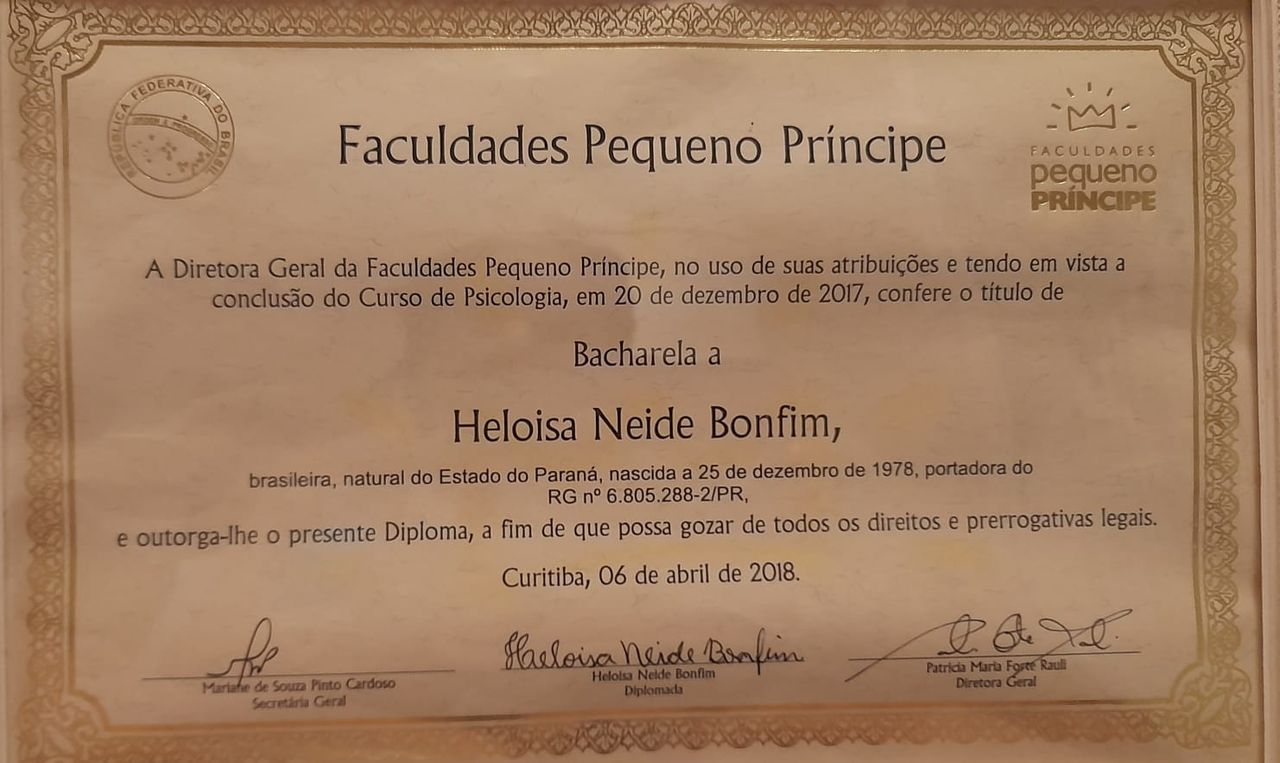 REPÚBLICA FEDERATIVA DO BRASIL
FACULDADES
pequeno
PRÍNCIPE
Faculdades Pequeno Príncipe
A Diretora Geral da Faculdades Pequeno Príncipe, no uso de suas atribuições e tendo em vista a
conclusão do Curso de Psicologia, em 20 de dezembro de 2017, confere o título de
Bacharela a
Heloisa Neide Bonfim,
brasileira, natural do Estado do Paraná, nascida a 25 de dezembro de 1978, portadora do
RG nº 6.805.288-2/PR,
e outorga-lhe o presente Diploma, a fim de que possa gozar de todos os direitos e prerrogativas legais.
Curitiba, 06 de abril de 2018.
Mariane de Souza Pinto Cardoso
Secretária Geral
Heloisa Neide Bonfim
Heloisa Neide Bonfim
Diplomada
Patricia Maria Forte Rauli
Diretora Geral